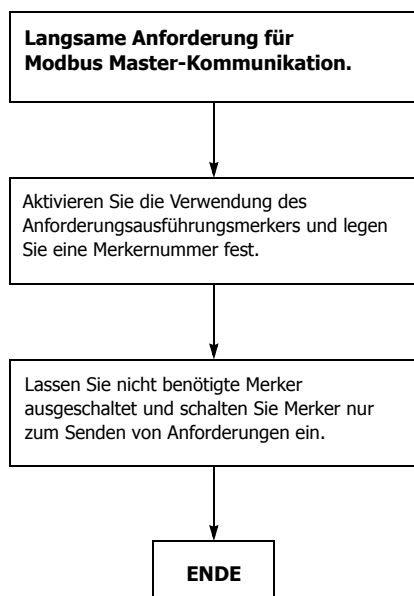 Langsame Anforderung für
Modbus Master-Kommunikation.
Aktivieren Sie die Verwendung des
Anforderungsausführungsmerkers und legen
Sie eine Merkernummer fest.
Lassen Sie nicht benötigte Merker
ausgeschaltet und schalten Sie Merker nur
zum Senden von Anforderungen ein.
ENDE